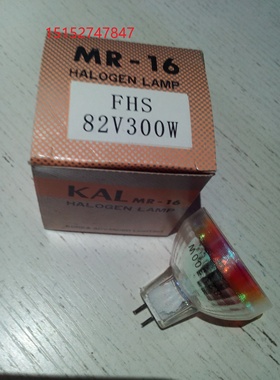 15152747847
MR-16
HALOGEN LAMP
FHS
82V300W
KAL MR-16
HALOGEN LAMP